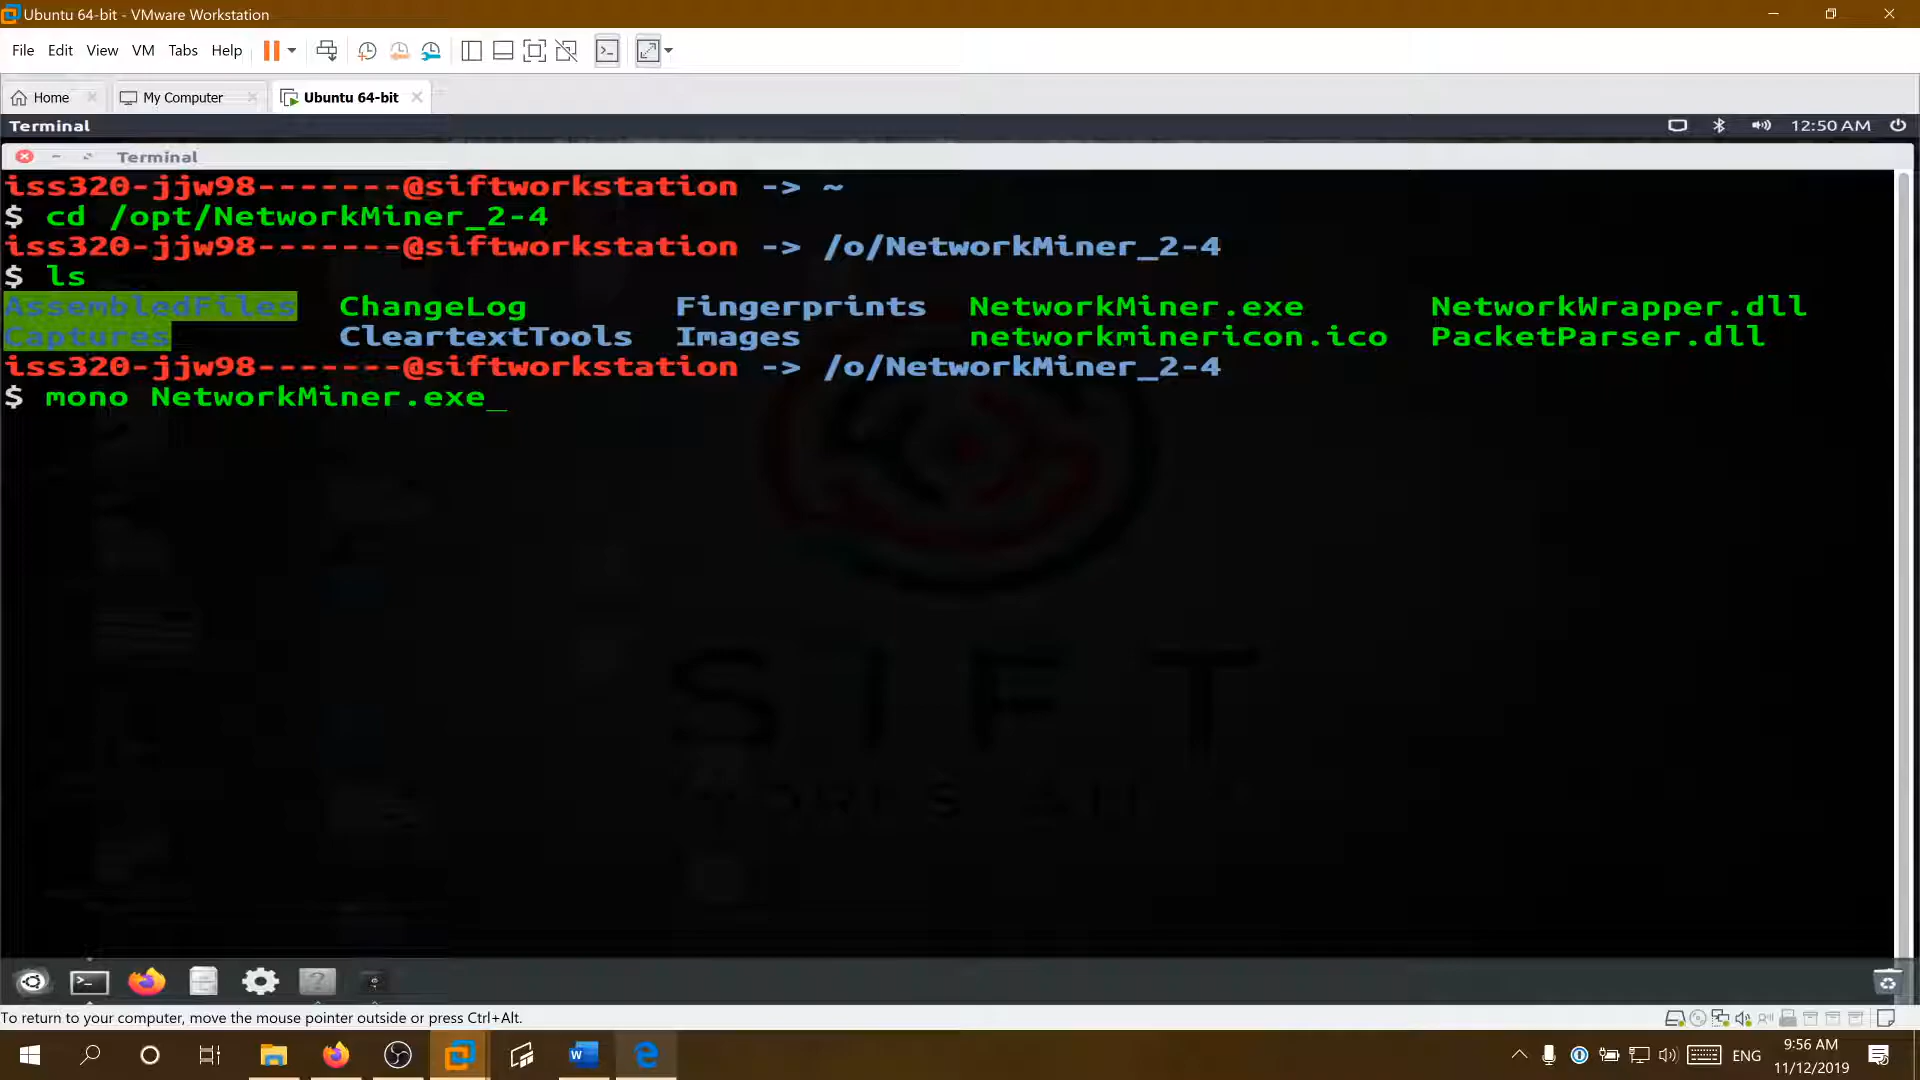 Ubuntu 64-bit - VMware Workstation
File Edit View VM Tabs Help
Home My Computer Ubuntu 64-bit
Terminal 12:50 AM
Terminal
iss320-jjw98-------@siftworkstation -> ~
$ cd /opt/NetworkMiner_2-4
iss320-jjw98-------@siftworkstation -> /o/NetworkMiner_2-4
$ ls
AssembledFiles ChangeLog Fingerprints NetworkMiner.exe NetworkWrapper.dll
Captures CleartextTools Images networkminericon.ico PacketParser.dll
iss320-jjw98-------@siftworkstation -> /o/NetworkMiner_2-4
$ mono NetworkMiner.exe_
SIFT
To return to your computer, move the mouse pointer outside or press Ctrl+Alt.
ENG 9:56 AM
11/12/2019